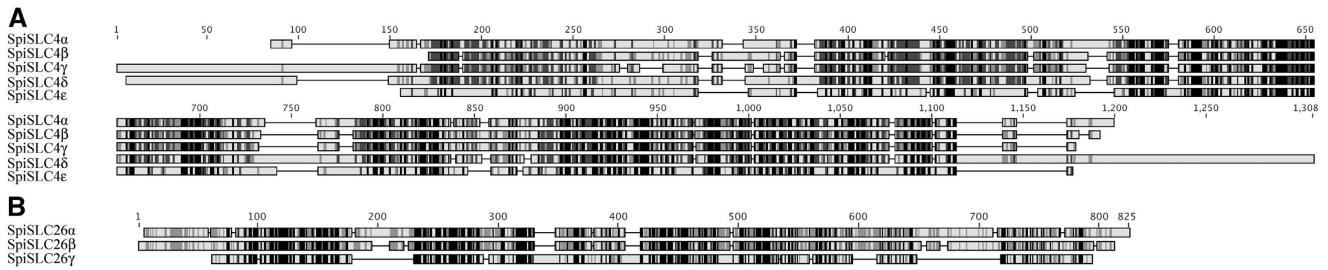 A
1 50 100 150 200 250 300 350 400 450 500 550 600 650
SpiSLC4α
SpiSLC4β
SpiSLC4γ
SpiSLC4δ
SpiSLC4ε
700 750 800 850 900 950 1,000 1,050 1,100 1,150 1,200 1,250 1,308
SpiSLC4α
SpiSLC4β
SpiSLC4γ
SpiSLC4δ
SpiSLC4ε
B
1 100 200 300 400 500 600 700 800 825
SpiSLC26α
SpiSLC26β
SpiSLC26γ